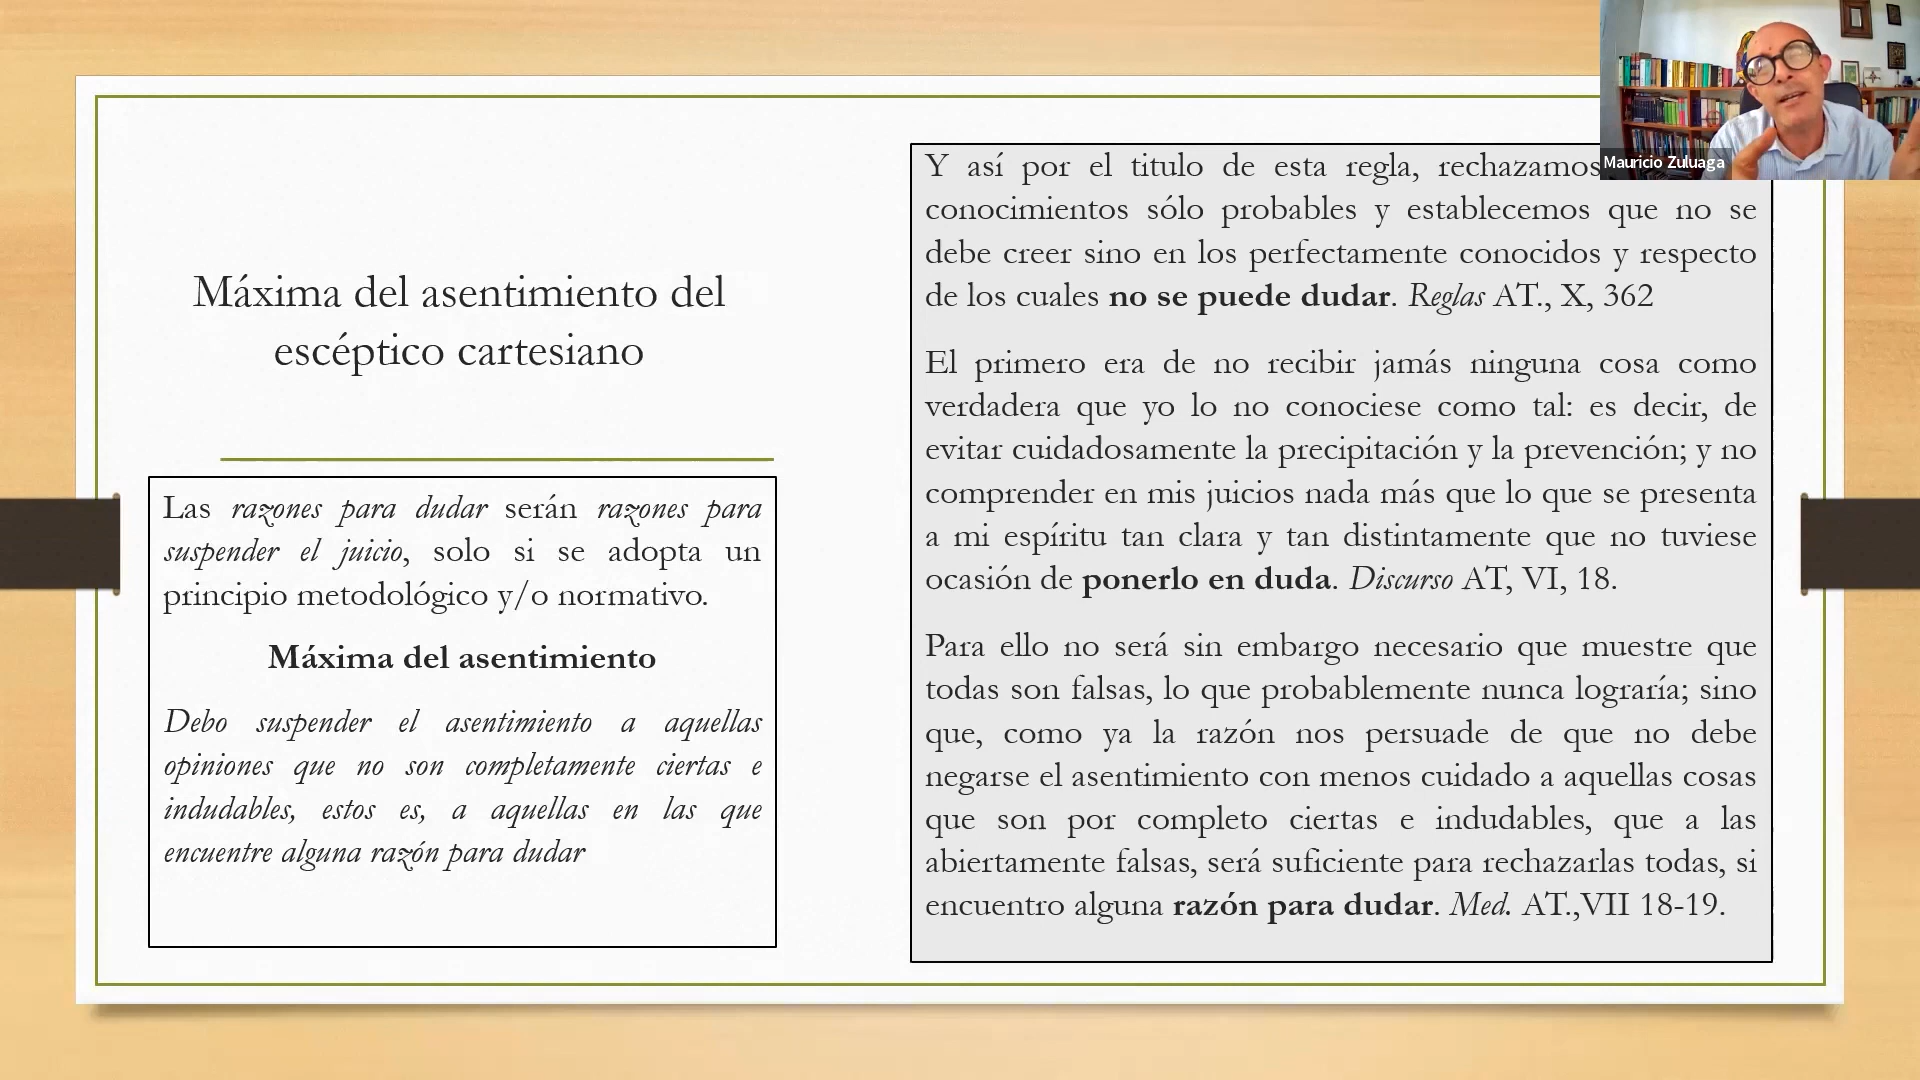 Máxima del asentimiento del
escéptico cartesiano
Las razones para dudar serán razones para
suspender el juicio, solo si se adopta un
principio metodológico y/o normativo.
Máxima del asentimiento
Debo suspender el asentimiento a aquellas
opiniones que no son completamente ciertas e
indudables, estos es, a aquellas en las que
encuentre alguna razón para dudar
Y así por el titulo de esta regla, rechazamos
conocimientos sólo probables y establecemos que no se
debe creer sino en los perfectamente conocidos y respecto
de los cuales no se puede dudar. Reglas AT., X, 362
El primero era de no recibir jamás ninguna cosa como
verdadera que yo lo no conociese como tal: es decir, de
evitar cuidadosamente la precipitación y la prevención; y no
comprender en mis juicios nada más que lo que se presenta
a mi espíritu tan clara y tan distintamente que no tuviese
ocasión de ponerlo en duda. Discurso AT, VI, 18.
Para ello no será sin embargo necesario que muestre que
todas son falsas, lo que probablemente nunca lograría; sino
que, como ya la razón nos persuade de que no debe
negarse el asentimiento con menos cuidado a aquellas cosas
que son por completo ciertas e indudables, que a las
abiertamente falsas, será suficiente para rechazarlas todas, si
encuentro alguna razón para dudar. Med. AT.,VII 18-19.
Mauricio Zuluaga